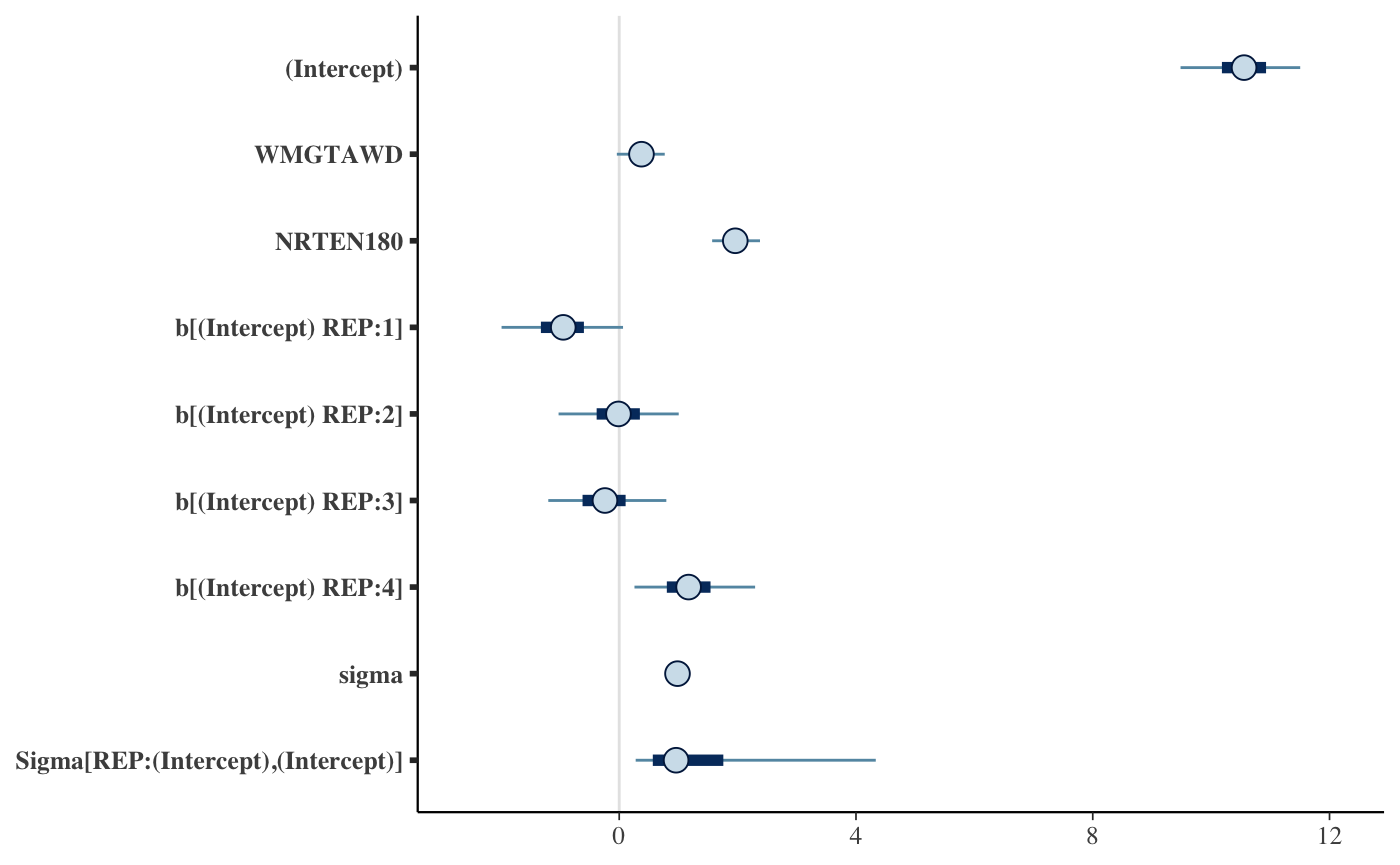 (Intercept)
WMGTAWD
NRTEN180
b[(Intercept) REP:1]
b[(Intercept) REP:2]
b[(Intercept) REP:3]
b[(Intercept) REP:4]
sigma
Sigma[REP:(Intercept),(Intercept)]
0 4 8 12